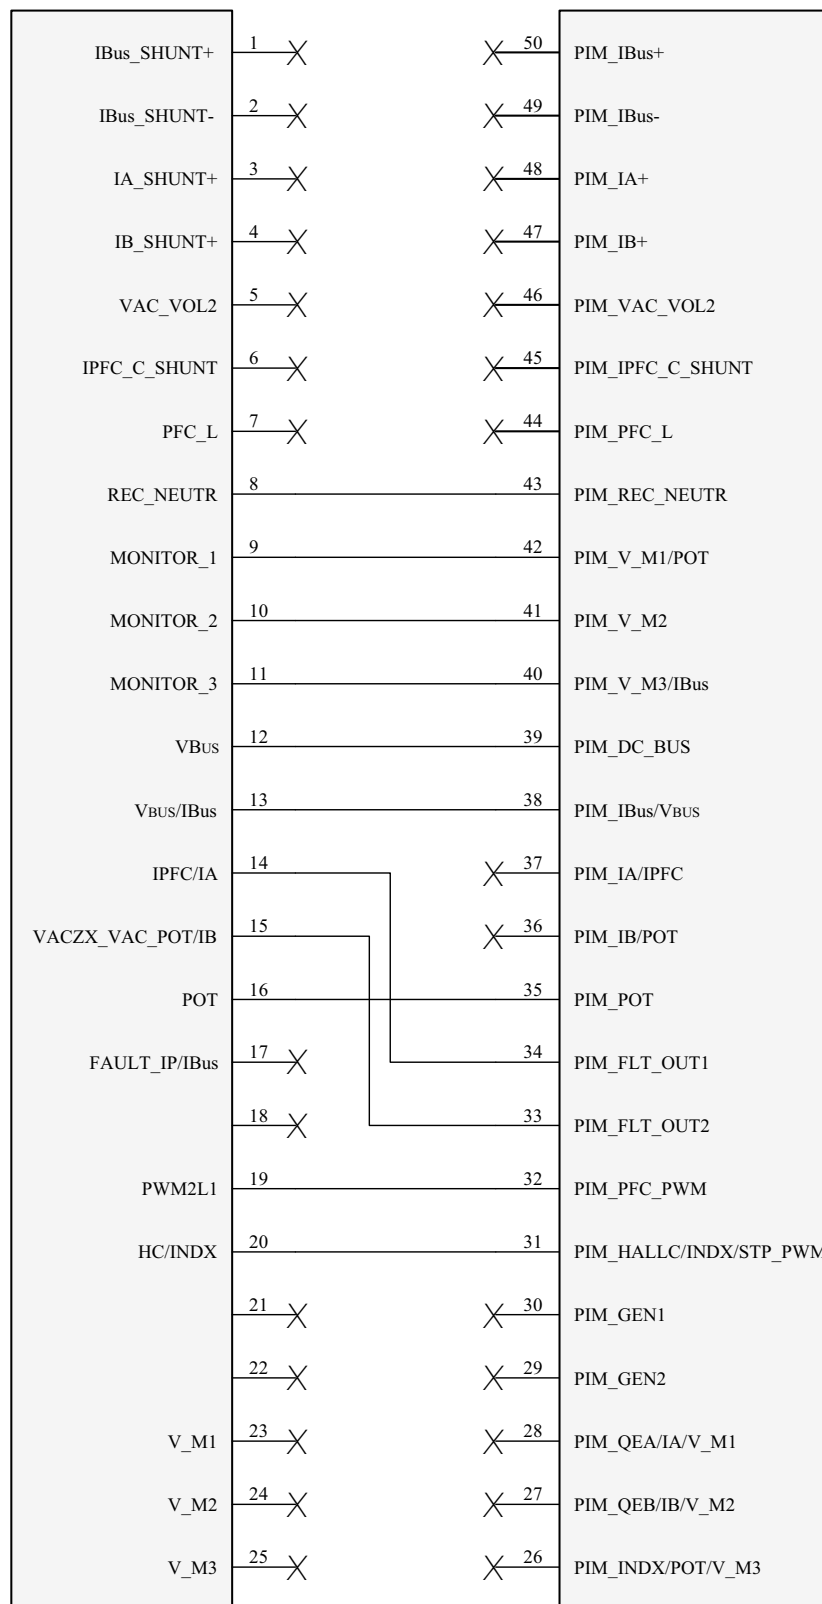 IBus_SHUNT+ 1 50 PIM_IBus+
IBus_SHUNT- 2 49 PIM_IBus-
IA_SHUNT+ 3 48 PIM_IA+
IB_SHUNT+ 4 47 PIM_IB+
VAC_VOL2 5 46 PIM_VAC_VOL2
IPFC_C_SHUNT 6 45 PIM_IPFC_C_SHUNT
PFC_L 7 44 PIM_PFC_L
REC_NEUTR 8 43 PIM_REC_NEUTR
MONITOR_1 9 42 PIM_V_M1/POT
MONITOR_2 10 41 PIM_V_M2
MONITOR_3 11 40 PIM_V_M3/IBus
VBUS 12 39 PIM_DC_BUS
VBUS/IBus 13 38 PIM_IBus/VBUS
IPFC/IA 14 37 PIM_IA/IPFC
VACZX_VAC_POT/IB 15 36 PIM_IB/POT
POT 16 35 PIM_POT
FAULT_IP/IBus 17 34 PIM_FLT_OUT1
18 33 PIM_FLT_OUT2
PWM2L1 19 32 PIM_PFC_PWM
HC/INDX 20 31 PIM_HALLC/INDX/STP_PWM
21 30 PIM_GEN1
22 29 PIM_GEN2
V_M1 23 28 PIM_QEA/IA/V_M1
V_M2 24 27 PIM_QEB/IB/V_M2
V_M3 25 26 PIM_INDX/POT/V_M3